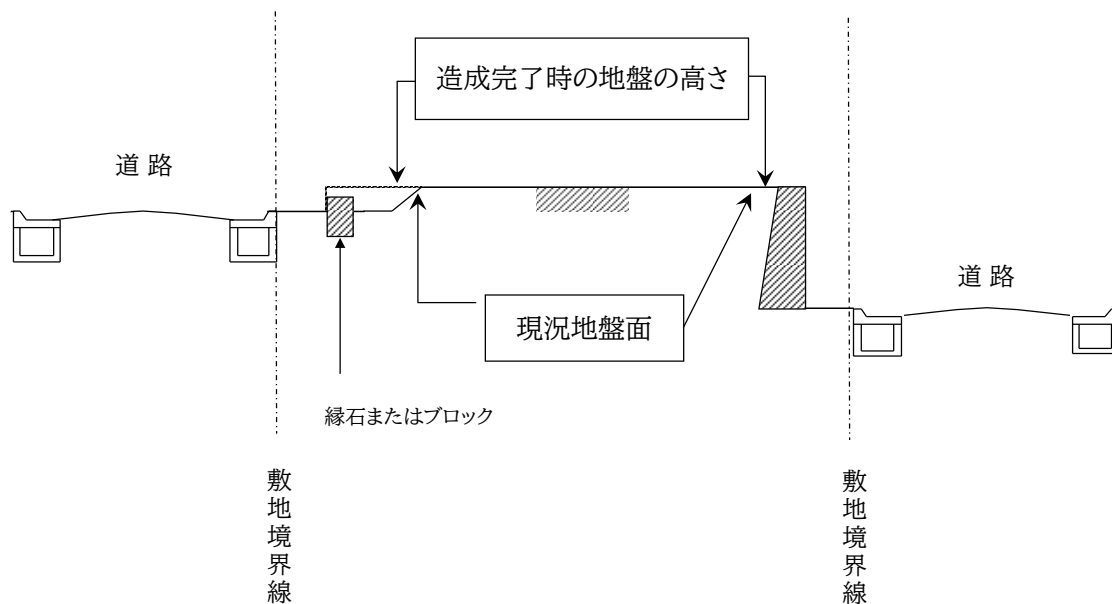 造成完了時の地盤の高さ
道 路
道 路
現況地盤面
縁石またはブロック
敷地境界線
敷地境界線